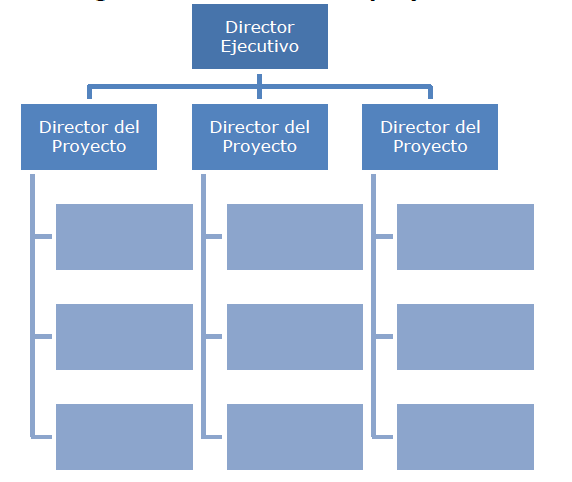 Director
Ejecutivo
Director del
Proyecto
Director del
Proyecto
Director del
Proyecto